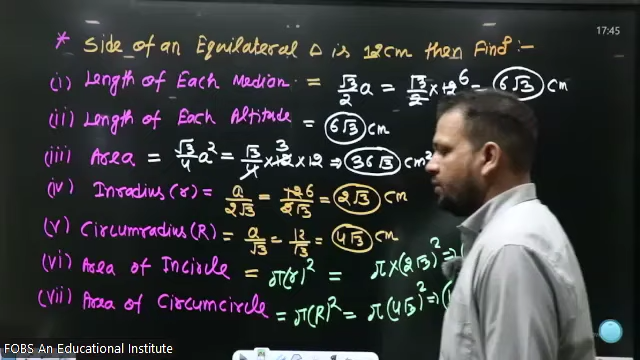 17:45
* Side of an Equilateral Δ is 12cm then Find :-
(i) Length of Each Median = √3/2 a = √3/2 × 12 6 = 6√3 cm
(ii) Length of Each Altitude = 6√3 cm
(iii) Area = √3/4 a² = √3/4 × 12 3 × 12 ⇒ 36√3 cm²
(iv) Inradius (r) = a/2√3 = 12 6/2√3 = 2√3 cm
(v) Circumradius (R) = a/√3 = 12/√3 = 4√3 cm
(vi) Area of Incircle = π(r)² = π×(2√3)² ⇒
(vii) Area of Circumcircle = π(R)² = π(4√3)² ⇒
FOBS An Educational Institute